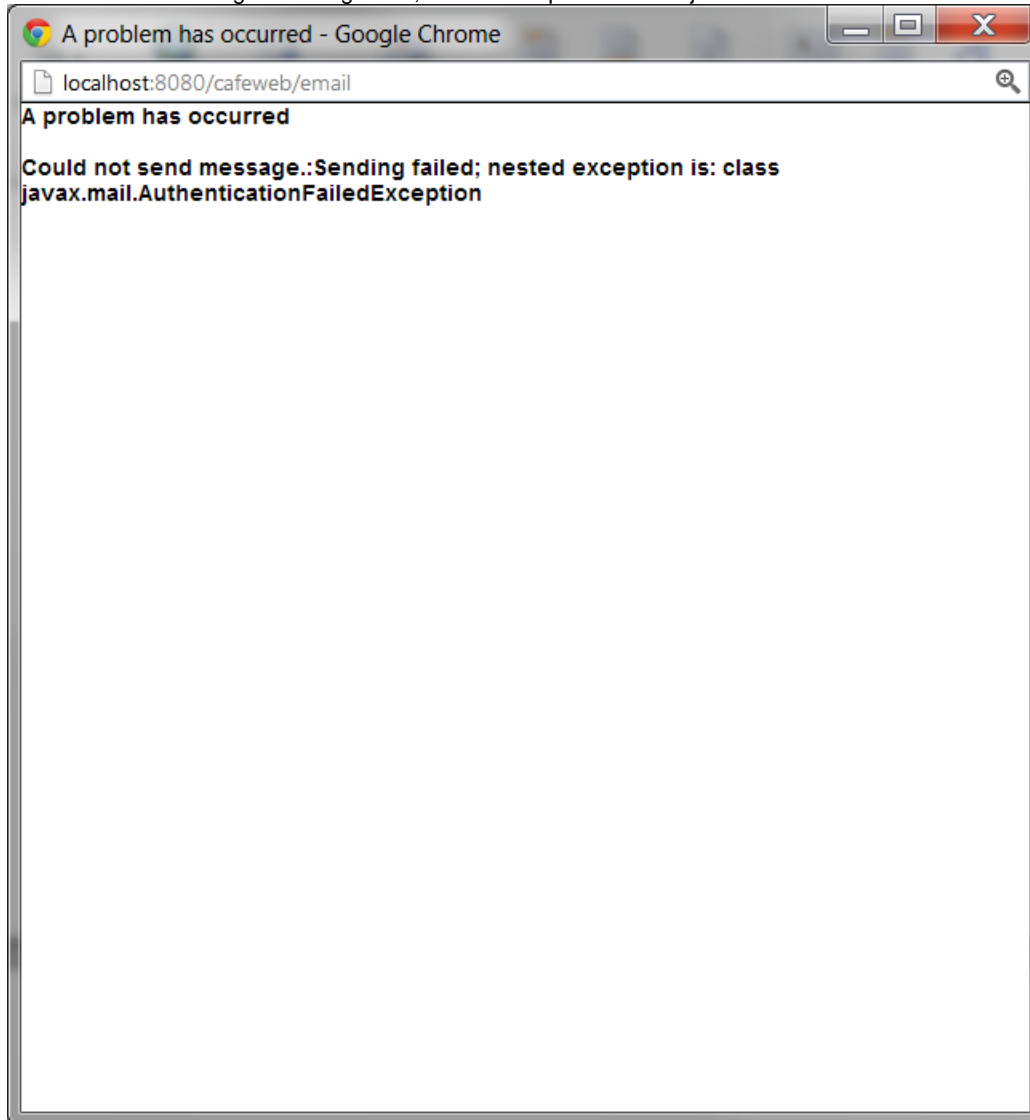 A problem has occurred - Google Chrome
localhost:8080/cafeweb/email
A problem has occurred
Could not send message.:Sending failed; nested exception is: class
javax.mail.AuthenticationFailedException